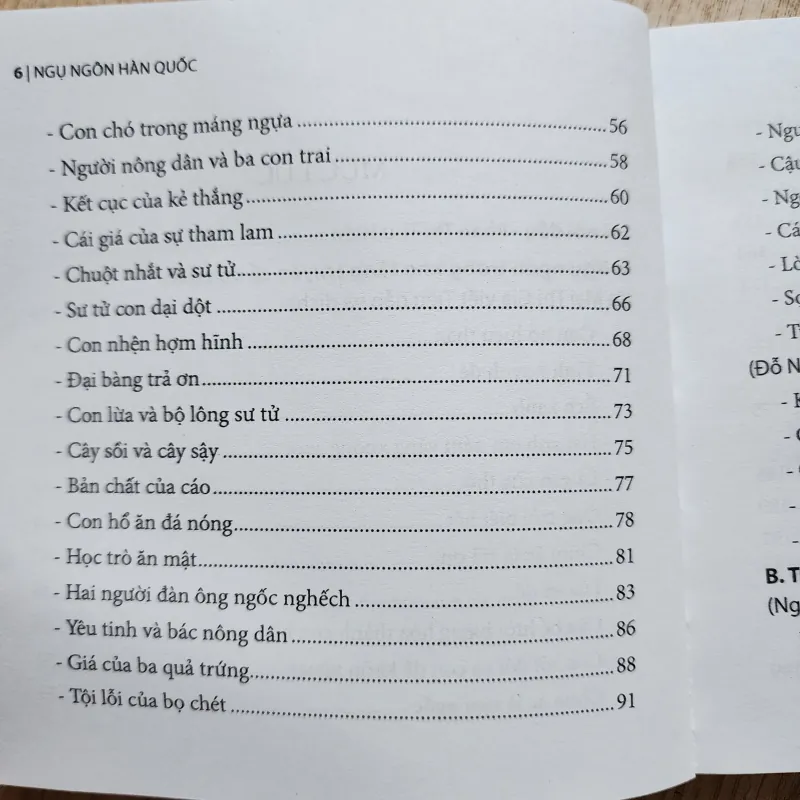 6 | NGỤ NGÔN HÀN QUỐC
- Con chó trong máng ngựa ........ 56
- Người nông dân và ba con trai ........ 58
- Kết cục của kẻ thắng ........ 60
- Cái giá của sự tham lam ........ 62
- Chuột nhắt và sư tử ........ 63
- Sư tử con dại dột ........ 66
- Con nhện hợm hĩnh ........ 68
- Đại bàng trả ơn ........ 71
- Con lừa và bộ lông sư tử ........ 73
- Cây sồi và cây sậy ........ 75
- Bản chất của cáo ........ 77
- Con hổ ăn đá nóng ........ 78
- Học trò ăn mật ........ 81
- Hai người đàn ông ngốc nghếch ........ 83
- Yêu tinh và bác nông dân ........ 86
- Giá của ba quả trứng ........ 88
- Tội lỗi của bọ chét ........ 91
(Đỗ N
B. T
(Ng